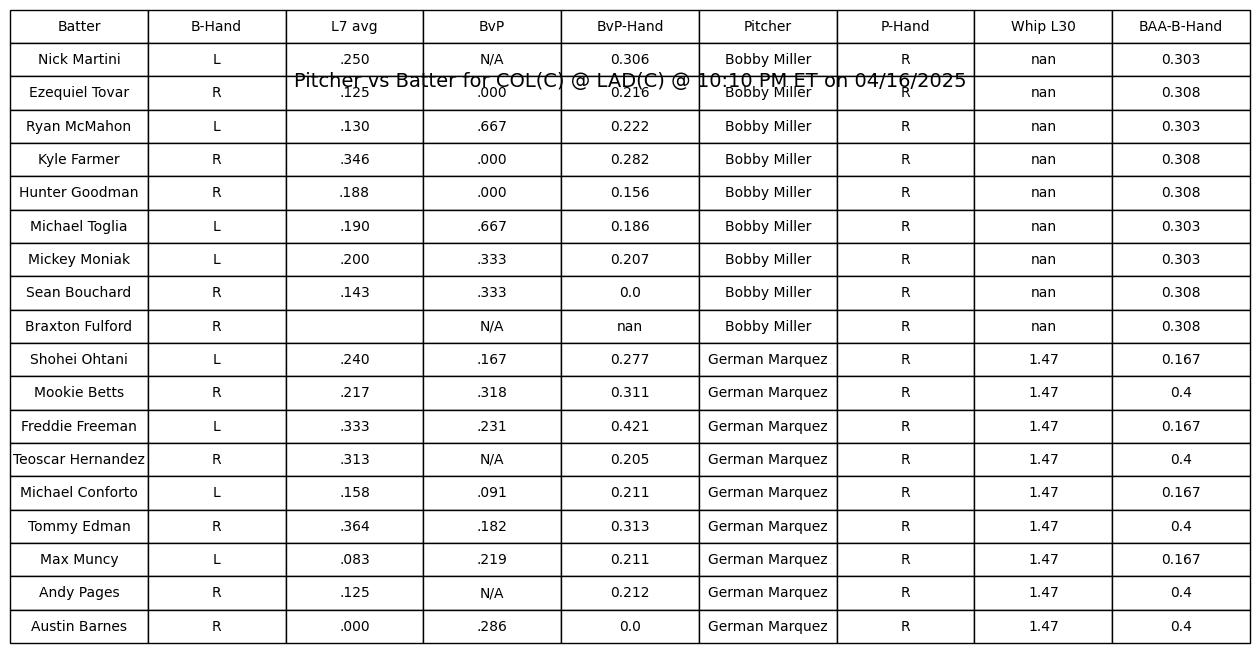 Batter B-Hand L7 avg BvP BvP-Hand Pitcher P-Hand Whip L30 BAA-B-Hand
Nick Martini L .250 N/A 0.306 Bobby Miller R nan 0.303
Pitcher vs Batter for COL(C) @ LAD(C) @ 10:10 PM ET on 04/16/2025
Ezequiel Tovar R .125 .000 0.216 Bobby Miller R nan 0.308
Ryan McMahon L .130 .667 0.222 Bobby Miller R nan 0.303
Kyle Farmer R .346 .000 0.282 Bobby Miller R nan 0.308
Hunter Goodman R .188 .000 0.156 Bobby Miller R nan 0.308
Michael Toglia L .190 .667 0.186 Bobby Miller R nan 0.303
Mickey Moniak L .200 .333 0.207 Bobby Miller R nan 0.303
Sean Bouchard R .143 .333 0.0 Bobby Miller R nan 0.308
Braxton Fulford R N/A nan Bobby Miller R nan 0.308
Shohei Ohtani L .240 .167 0.277 German Marquez R 1.47 0.167
Mookie Betts R .217 .318 0.311 German Marquez R 1.47 0.4
Freddie Freeman L .333 .231 0.421 German Marquez R 1.47 0.167
Teoscar Hernandez R .313 N/A 0.205 German Marquez R 1.47 0.4
Michael Conforto L .158 .091 0.211 German Marquez R 1.47 0.167
Tommy Edman R .364 .182 0.313 German Marquez R 1.47 0.4
Max Muncy L .083 .219 0.211 German Marquez R 1.47 0.167
Andy Pages R .125 N/A 0.212 German Marquez R 1.47 0.4
Austin Barnes R .000 .286 0.0 German Marquez R 1.47 0.4